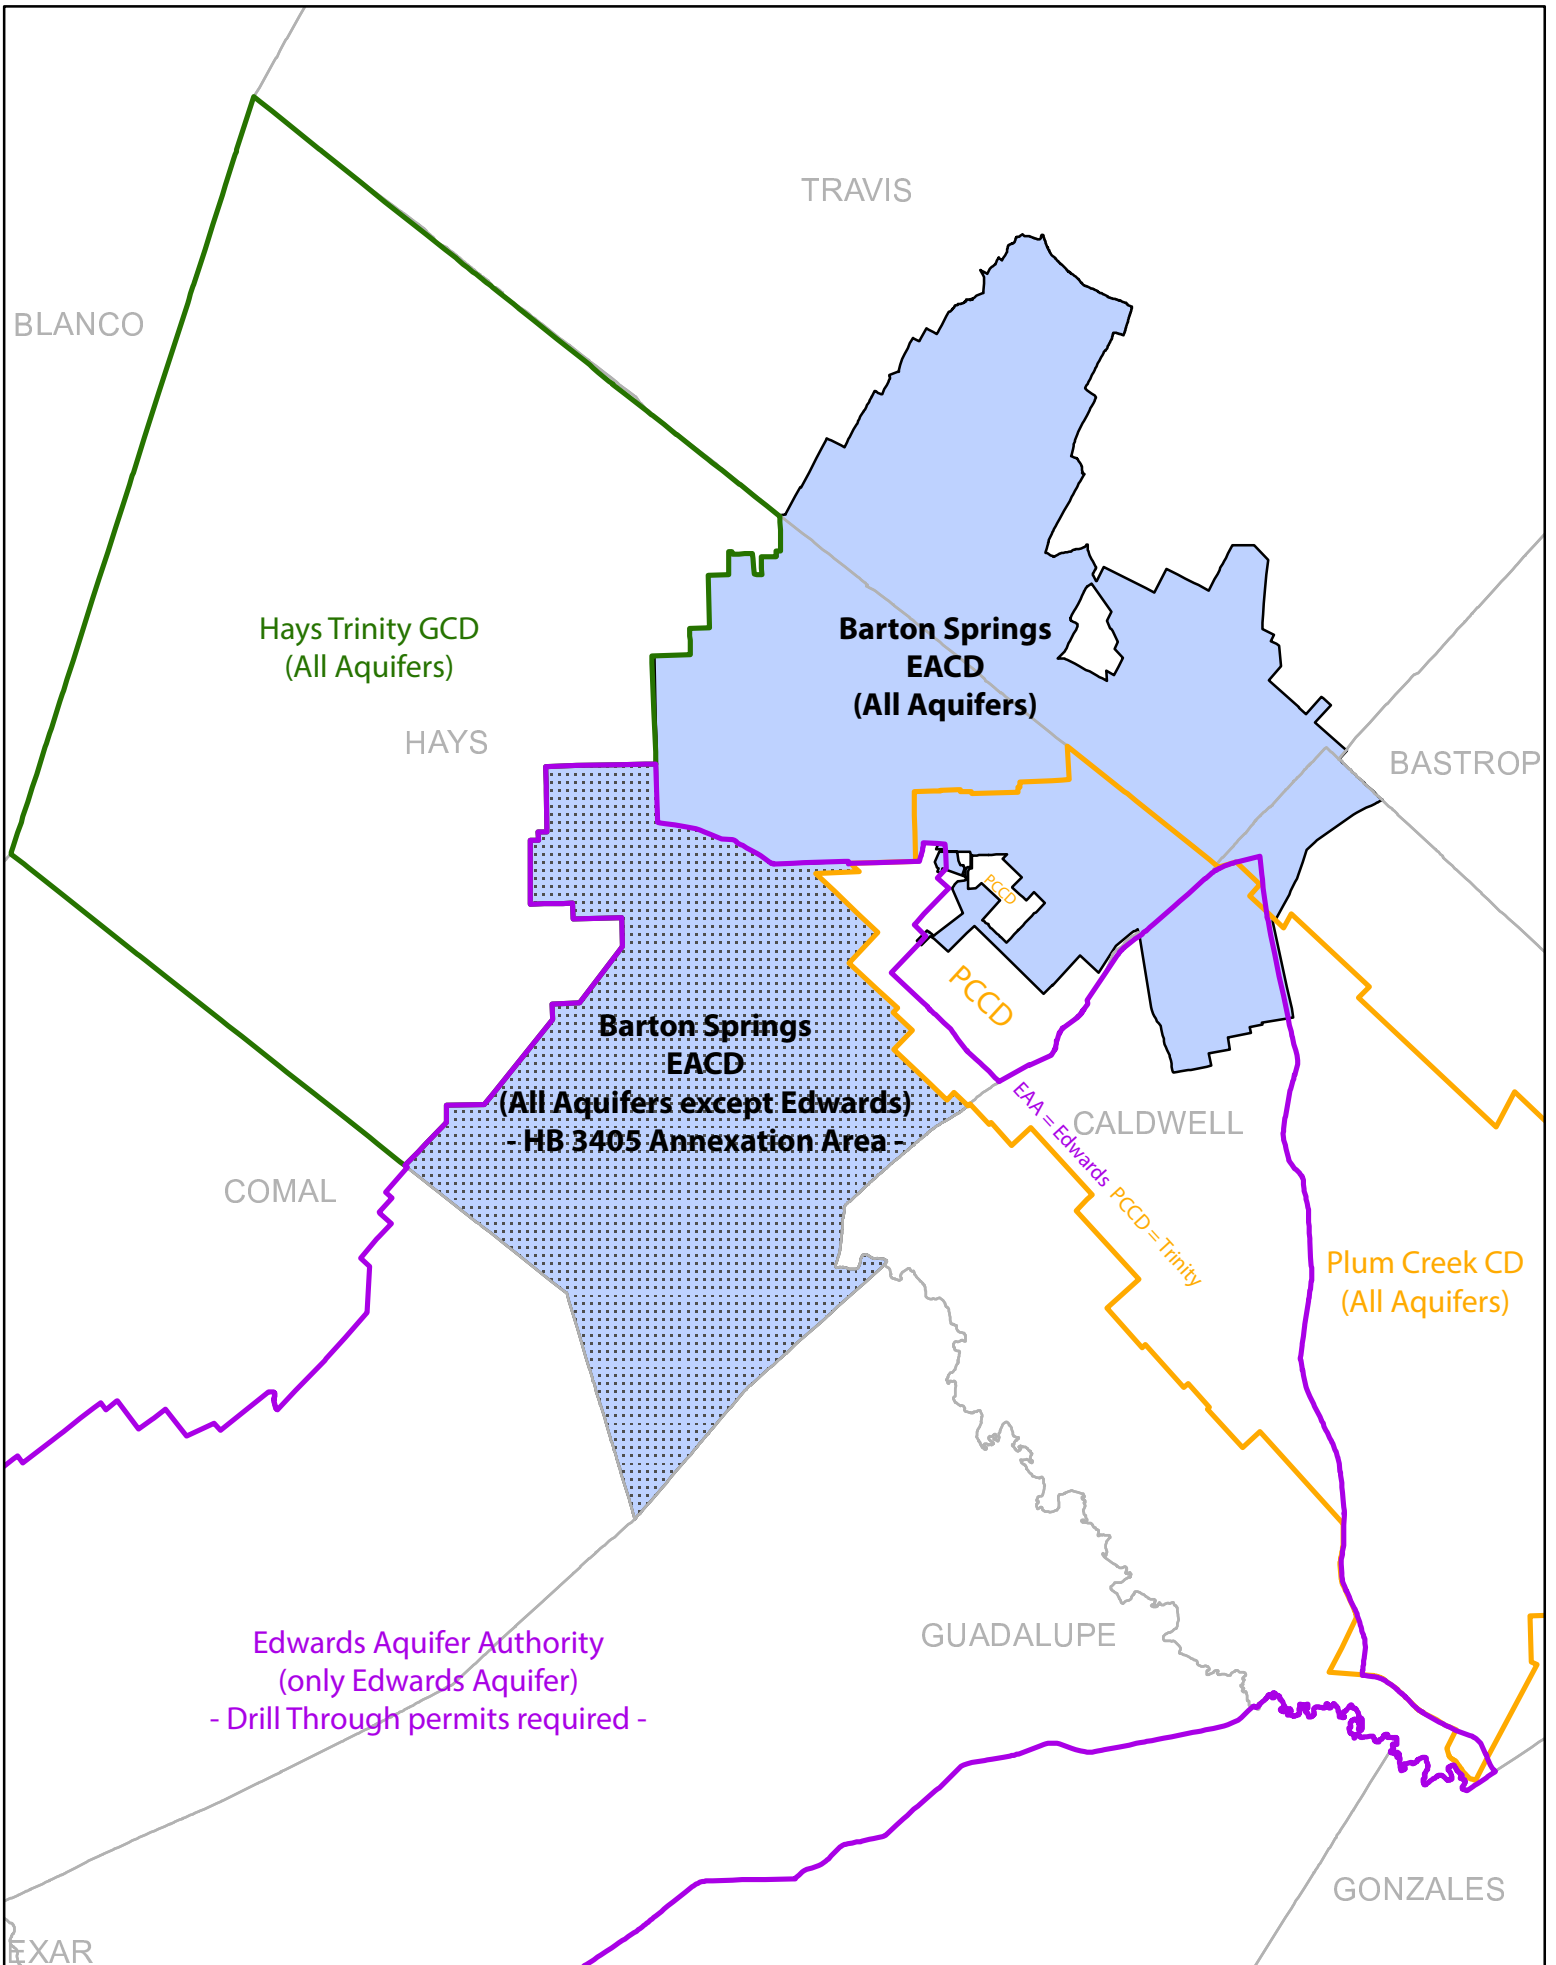 TRAVIS
BLANCO
Hays Trinity GCD
(All Aquifers)
Barton Springs
EACD
(All Aquifers)
HAYS
BASTROP
PCCD
PCCD
Barton Springs
EACD
(All Aquifers except Edwards)
- HB 3405 Annexation Area -
EAA = Edwards PCCD = Trinity
CALDWELL
COMAL
Plum Creek CD
(All Aquifers)
Edwards Aquifer Authority
(only Edwards Aquifer)
- Drill Through permits required -
GUADALUPE
GONZALES
EXAR